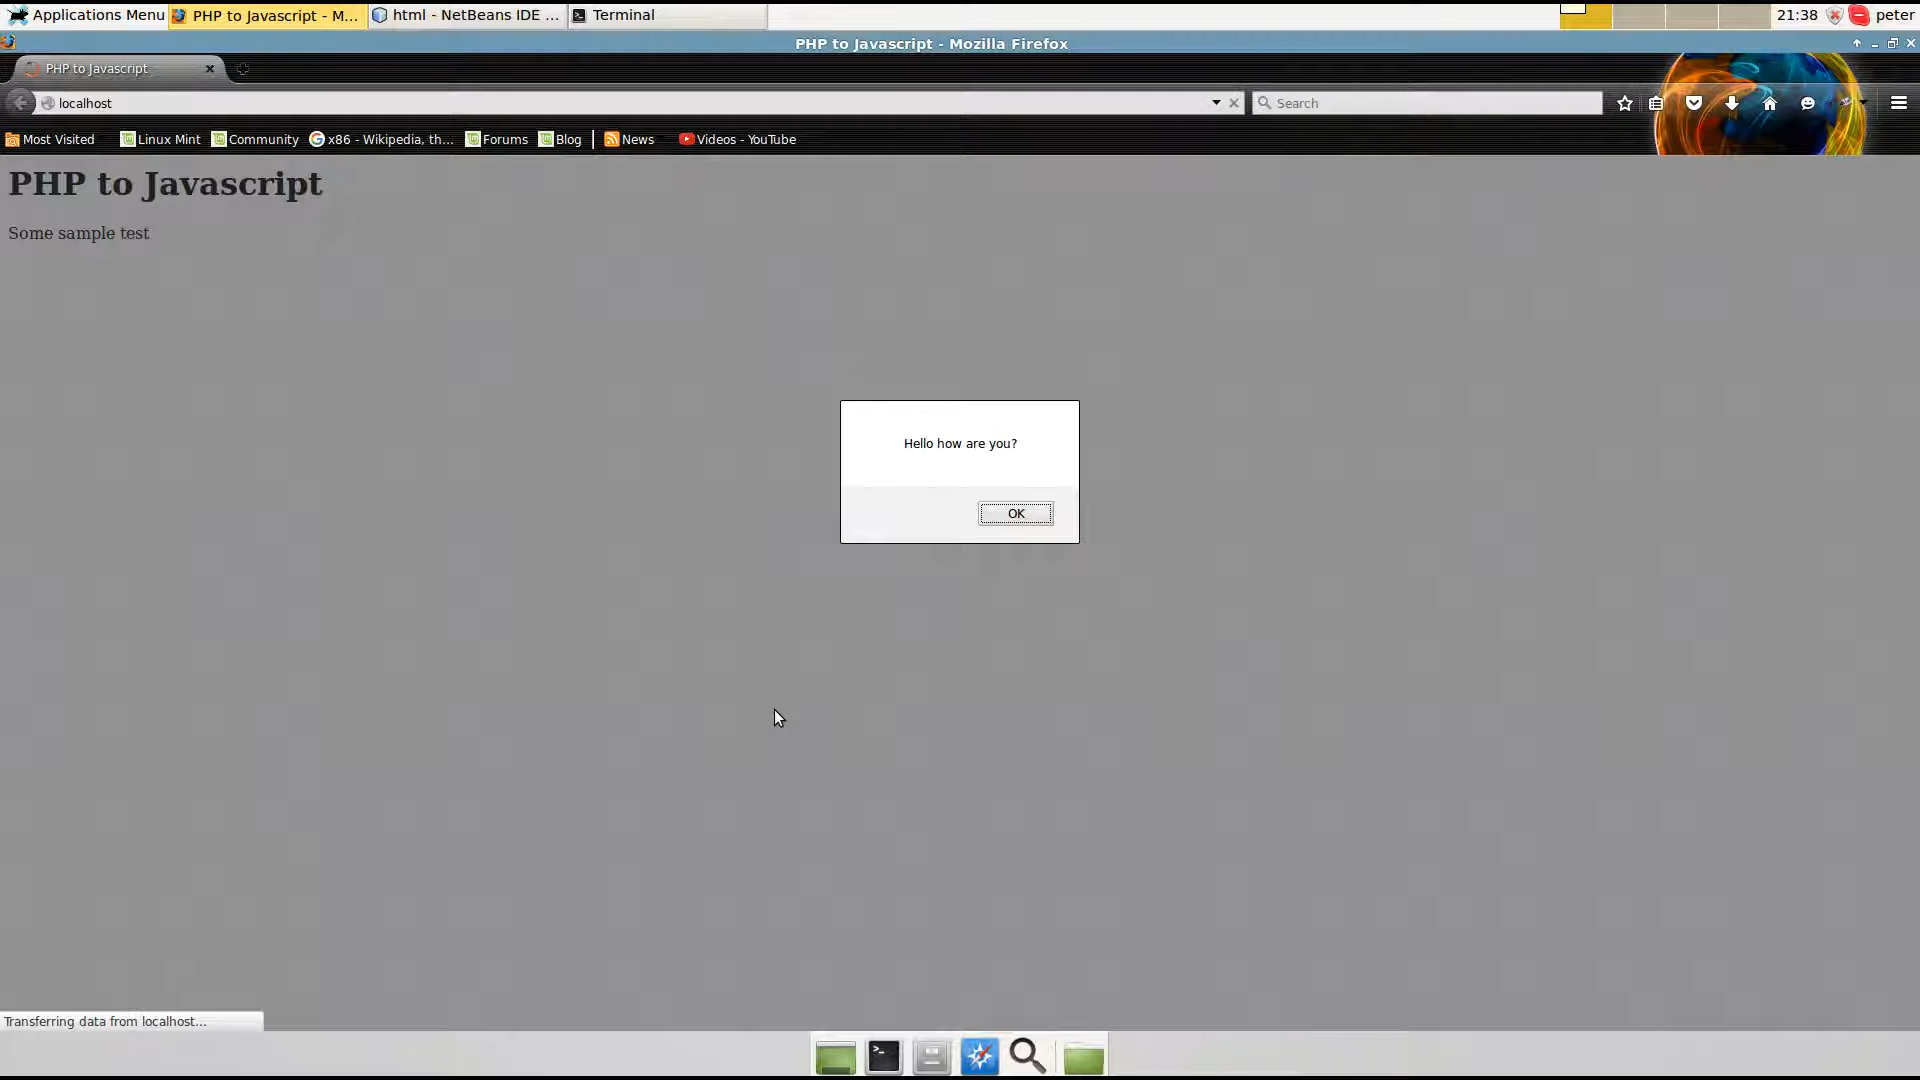 Applications Menu
PHP to Javascript - M...
html - NetBeans IDE ...
Terminal
21:38
peter
PHP to Javascript - Mozilla Firefox
PHP to Javascript
localhost
Search
Most Visited
Linux Mint
Community
x86 - Wikipedia, th...
Forums
Blog
News
Videos - YouTube
PHP to Javascript
Some sample test
Hello how are you?
OK
Transferring data from localhost...